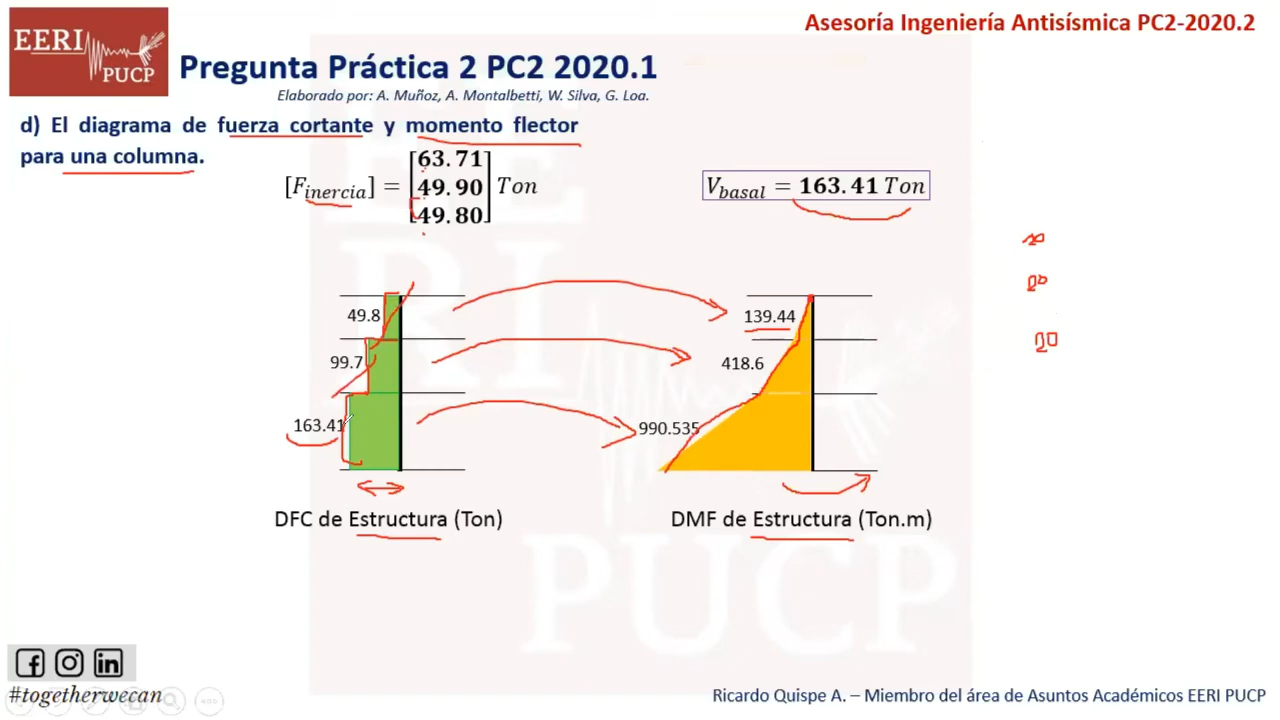 EERI
PUCP
Asesoría Ingeniería Antisísmica PC2-2020.2
Pregunta Práctica 2 PC2 2020.1
Elaborado por: A. Muñoz, A. Montalbetti, W. Silva, G. Loa.
d) El diagrama de fuerza cortante y momento flector
para una columna.
[F_inercia] = [63.71 49.90 49.80] Ton
V_basal = 163.41 Ton
49.8
99.7
163.41
139.44
418.6
990.535
DFC de Estructura (Ton)
DMF de Estructura (Ton.m)
EERI
PUCP
#togetherwecan
Ricardo Quispe A. – Miembro del área de Asuntos Académicos EERI PUCP